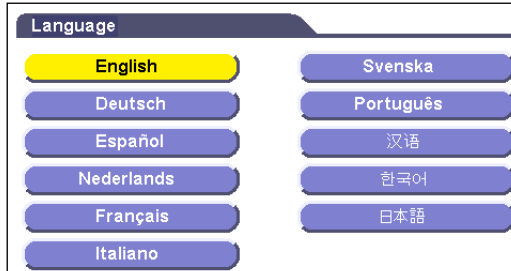 Language
English
Deutsch
Español
Nederlands
Français
Italiano
Svenska
Português
汉语
한국어
日本語